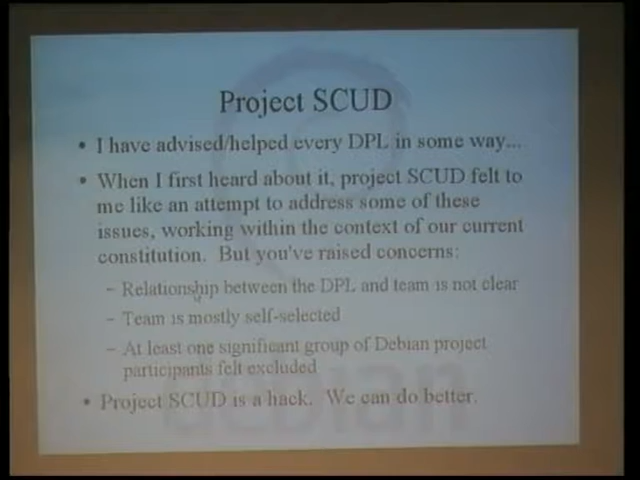 Project SCUD
• I have advised/helped every DPL in some way...
• When I first heard about it, project SCUD felt to
me like an attempt to address some of these
issues, working within the context of our current
constitution. But you've raised concerns:
– Relationship between the DPL and team is not clear
– Team is mostly self-selected
– At least one significant group of Debian project
participants felt excluded
• Project SCUD is a hack. We can do better.
debian